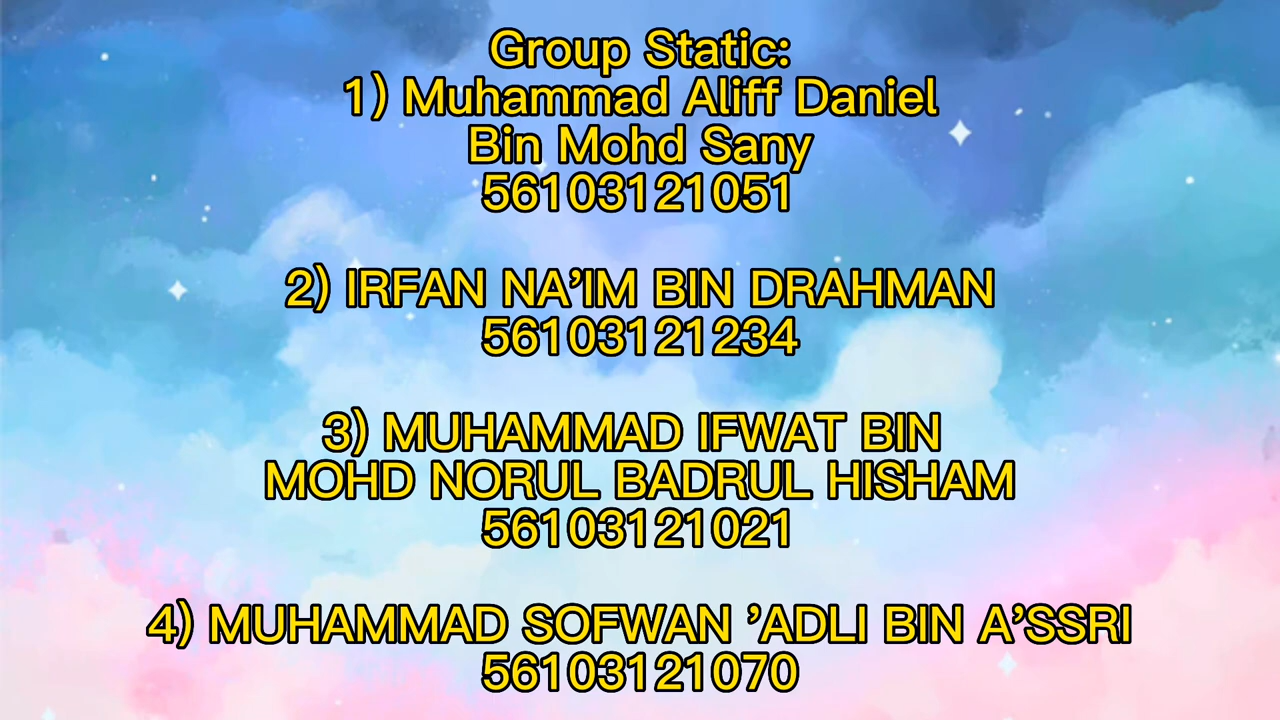 Group Static:
1) Muhammad Aliff Daniel
Bin Mohd Sany
56103121051
2) IRFAN NA’IM BIN DRAHMAN
56103121234
3) MUHAMMAD IFWAT BIN
MOHD NORUL BADRUL HISHAM
56103121021
4) MUHAMMAD SOFWAN ’ADLI BIN A’SSRI
56103121070